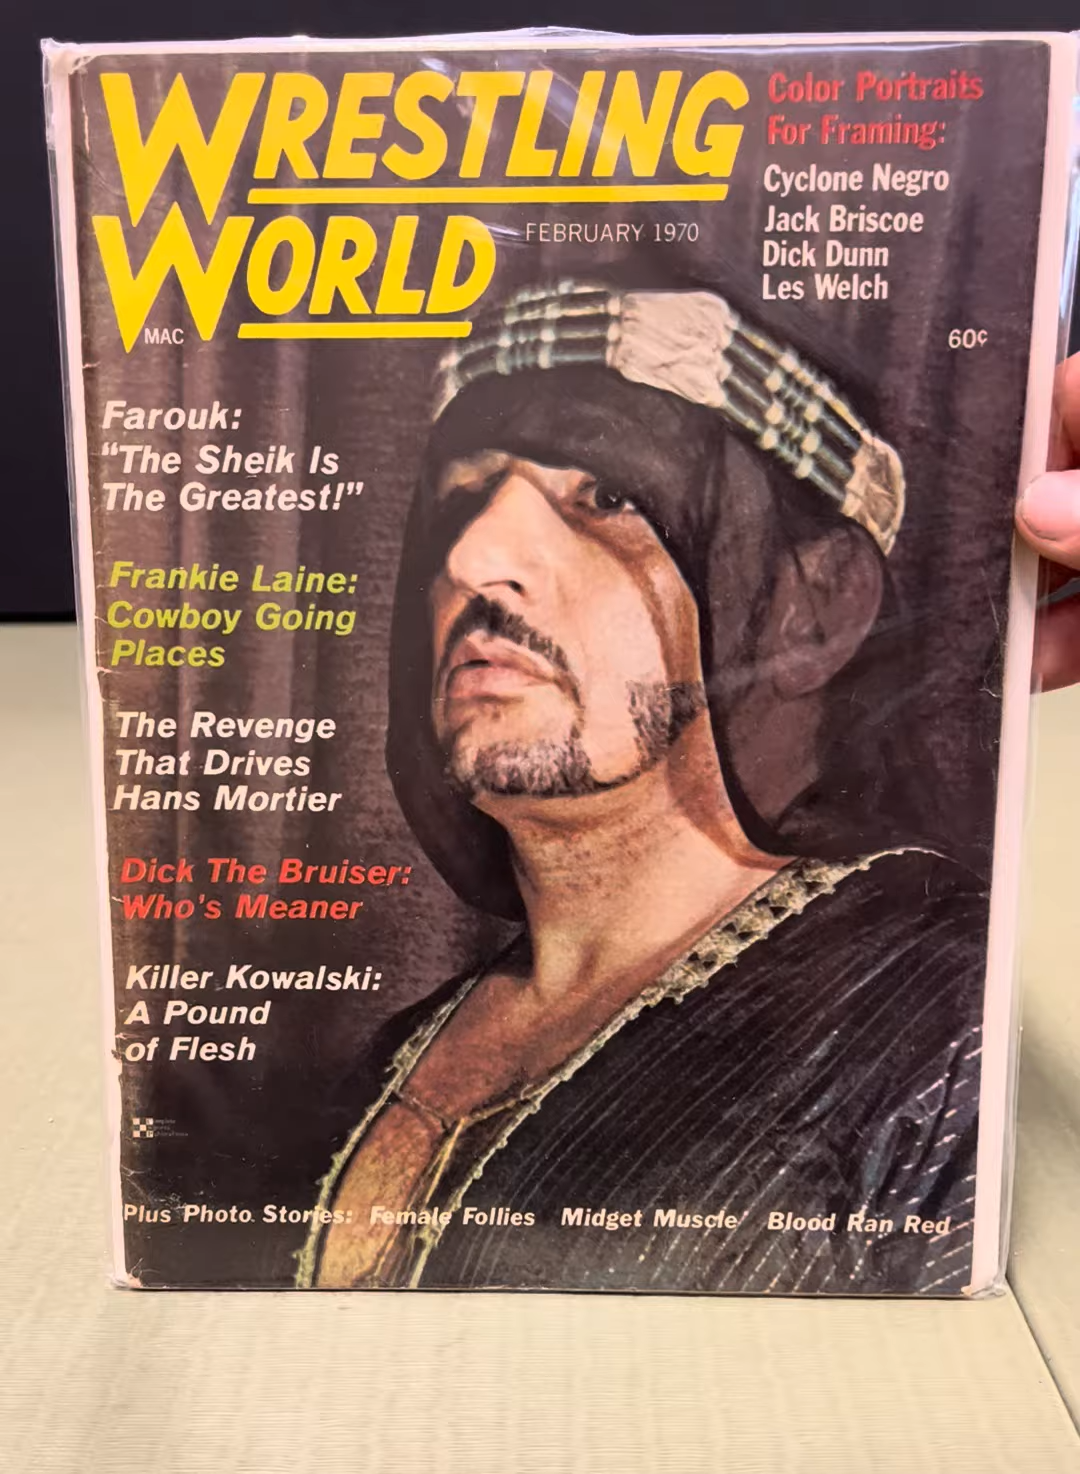 WRESTLING
WORLD
FEBRUARY 1970
MAC
Color Portraits
For Framing:
Cyclone Negro
Jack Briscoe
Dick Dunn
Les Welch
60¢
Farouk:
“The Sheik Is
The Greatest!”
Frankie Laine:
Cowboy Going
Places
The Revenge
That Drives
Hans Mortier
Dick The Bruiser:
Who's Meaner
Killer Kowalski:
A Pound
of Flesh
Plus Photo Stories: Female Follies Midget Muscle Blood Ran Red